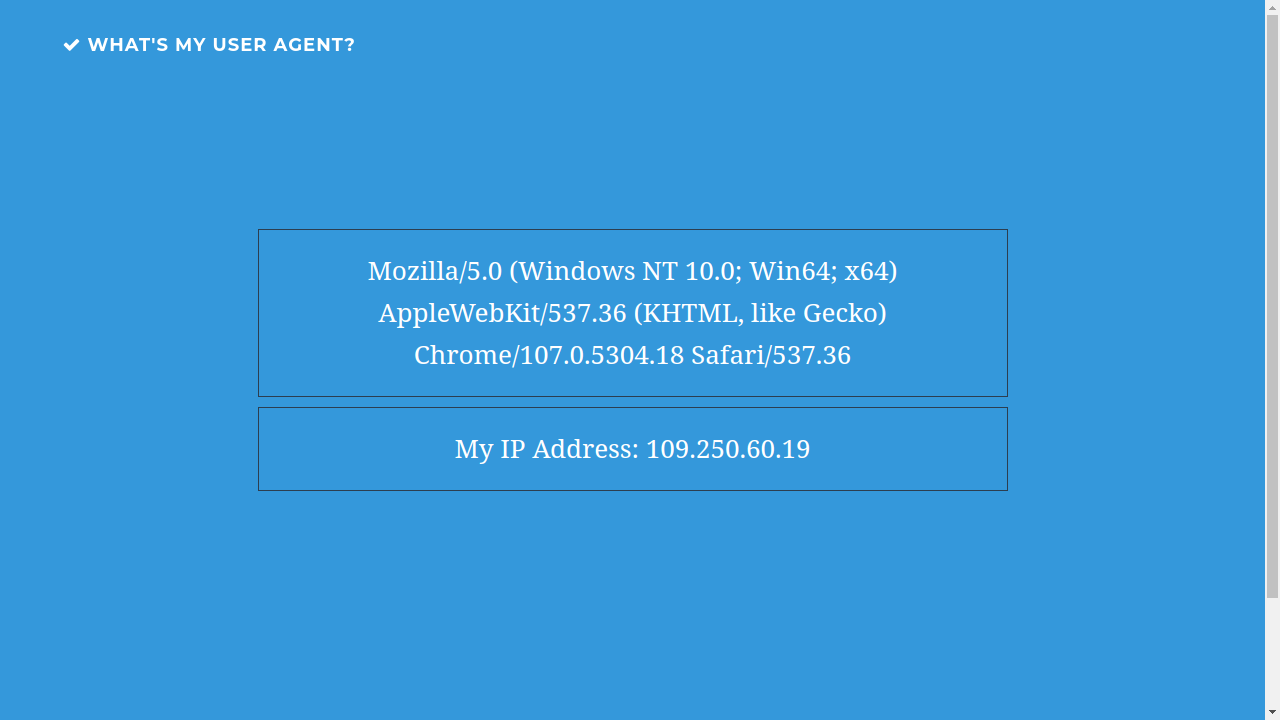 WHAT'S MY USER AGENT?
Mozilla/5.0 (Windows NT 10.0; Win64; x64)
AppleWebKit/537.36 (KHTML, like Gecko)
Chrome/107.0.5304.18 Safari/537.36
My IP Address: 109.250.60.19